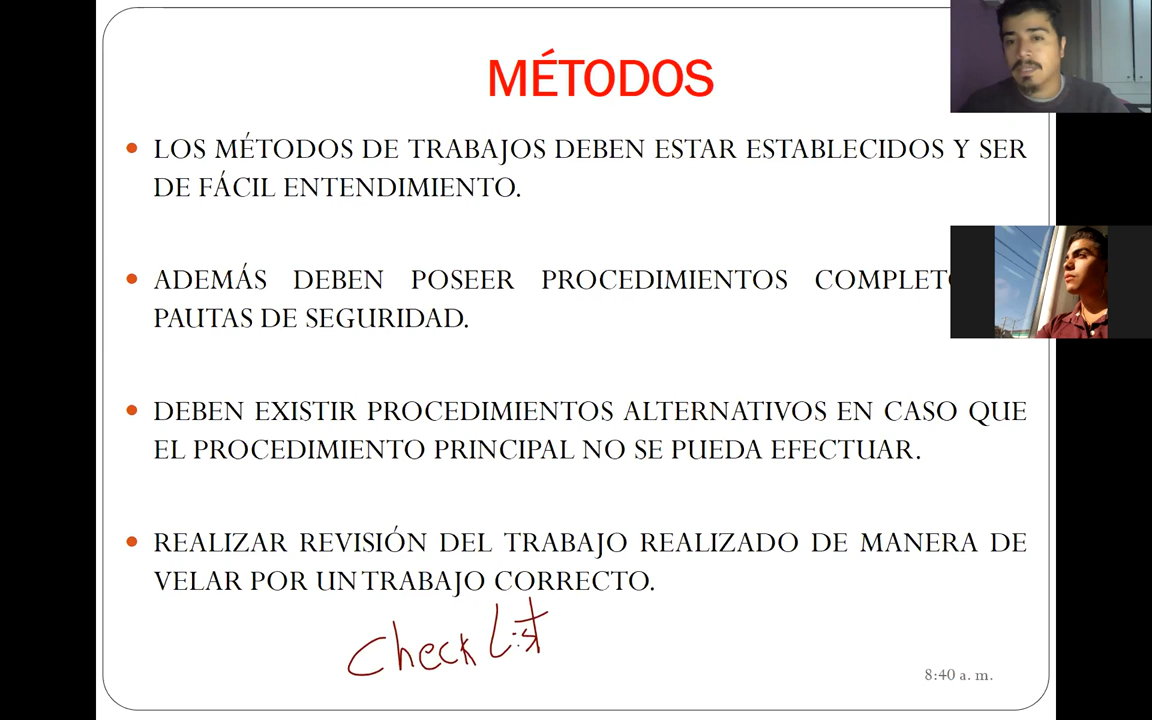 MÉTODOS
LOS MÉTODOS DE TRABAJOS DEBEN ESTAR ESTABLECIDOS Y SER
DE FÁCIL ENTENDIMIENTO.
ADEMÁS DEBEN POSEER PROCEDIMIENTOS
PAUTAS DE SEGURIDAD.
DEBEN EXISTIR PROCEDIMIENTOS ALTERNATIVOS EN CASO QUE
EL PROCEDIMIENTO PRINCIPAL NO SE PUEDA EFECTUAR.
REALIZAR REVISIÓN DEL TRABAJO REALIZADO DE MANERA DE
VELAR POR UN TRABAJO CORRECTO.
Check List
8:40 a. m.